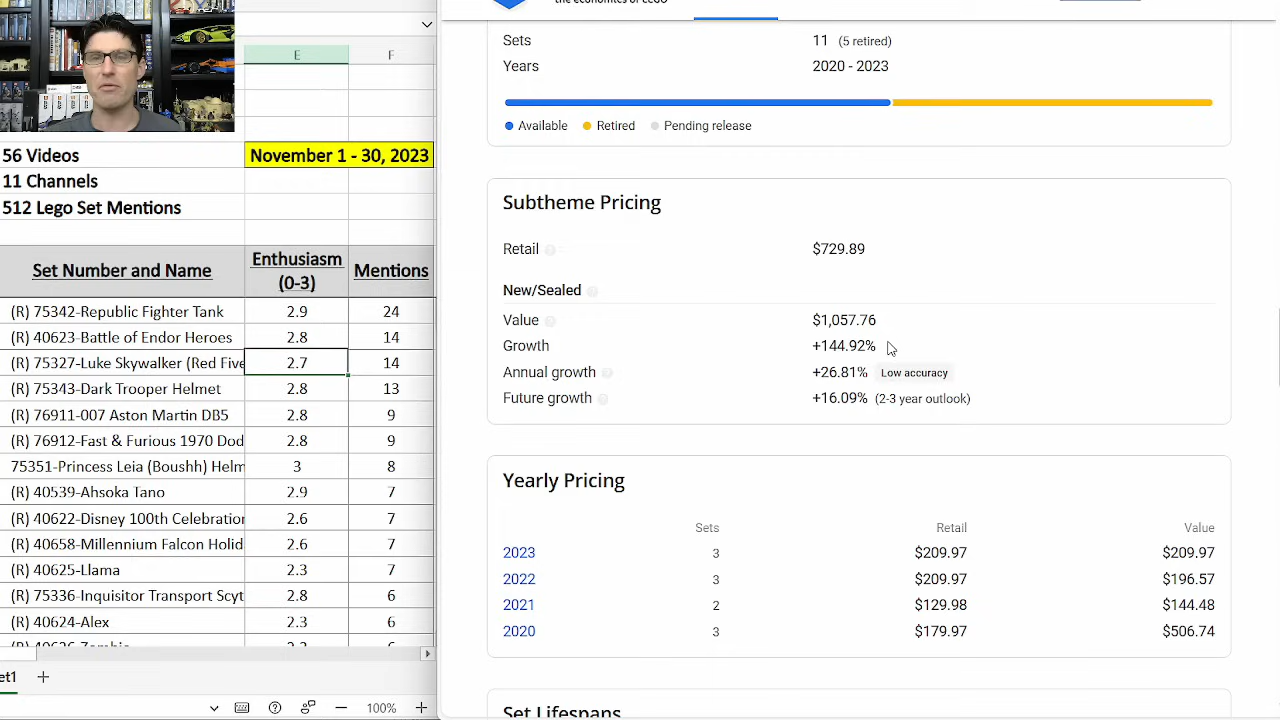 56 Videos
11 Channels
512 Lego Set Mentions
E F
November 1 - 30, 2023
Set Number and Name Enthusiasm (0-3) Mentions
(R) 75342-Republic Fighter Tank 2.9 24
(R) 40623-Battle of Endor Heroes 2.8 14
(R) 75327-Luke Skywalker (Red Five 2.7 14
(R) 75343-Dark Trooper Helmet 2.8 13
(R) 76911-007 Aston Martin DB5 2.8 9
(R) 76912-Fast & Furious 1970 Dod 2.8 9
75351-Princess Leia (Boushh) Helm 3 8
(R) 40539-Ahsoka Tano 2.9 7
(R) 40622-Disney 100th Celebration 2.6 7
(R) 40658-Millennium Falcon Holid 2.6 7
(R) 40625-Llama 2.3 7
(R) 75336-Inquisitor Transport Scyt 2.8 6
(R) 40624-Alex 2.3 6
et1 +
100%
Sets 11 (5 retired)
Years 2020 - 2023
Available Retired Pending release
Subtheme Pricing
Retail ? $729.89
New/Sealed ?
Value ? $1,057.76
Growth +144.92%
Annual growth ? +26.81% Low accuracy
Future growth ? +16.09% (2-3 year outlook)
Yearly Pricing
Sets Retail Value
2023 3 $209.97 $209.97
2022 3 $209.97 $196.57
2021 2 $129.98 $144.48
2020 3 $179.97 $506.74
Set Lifespans